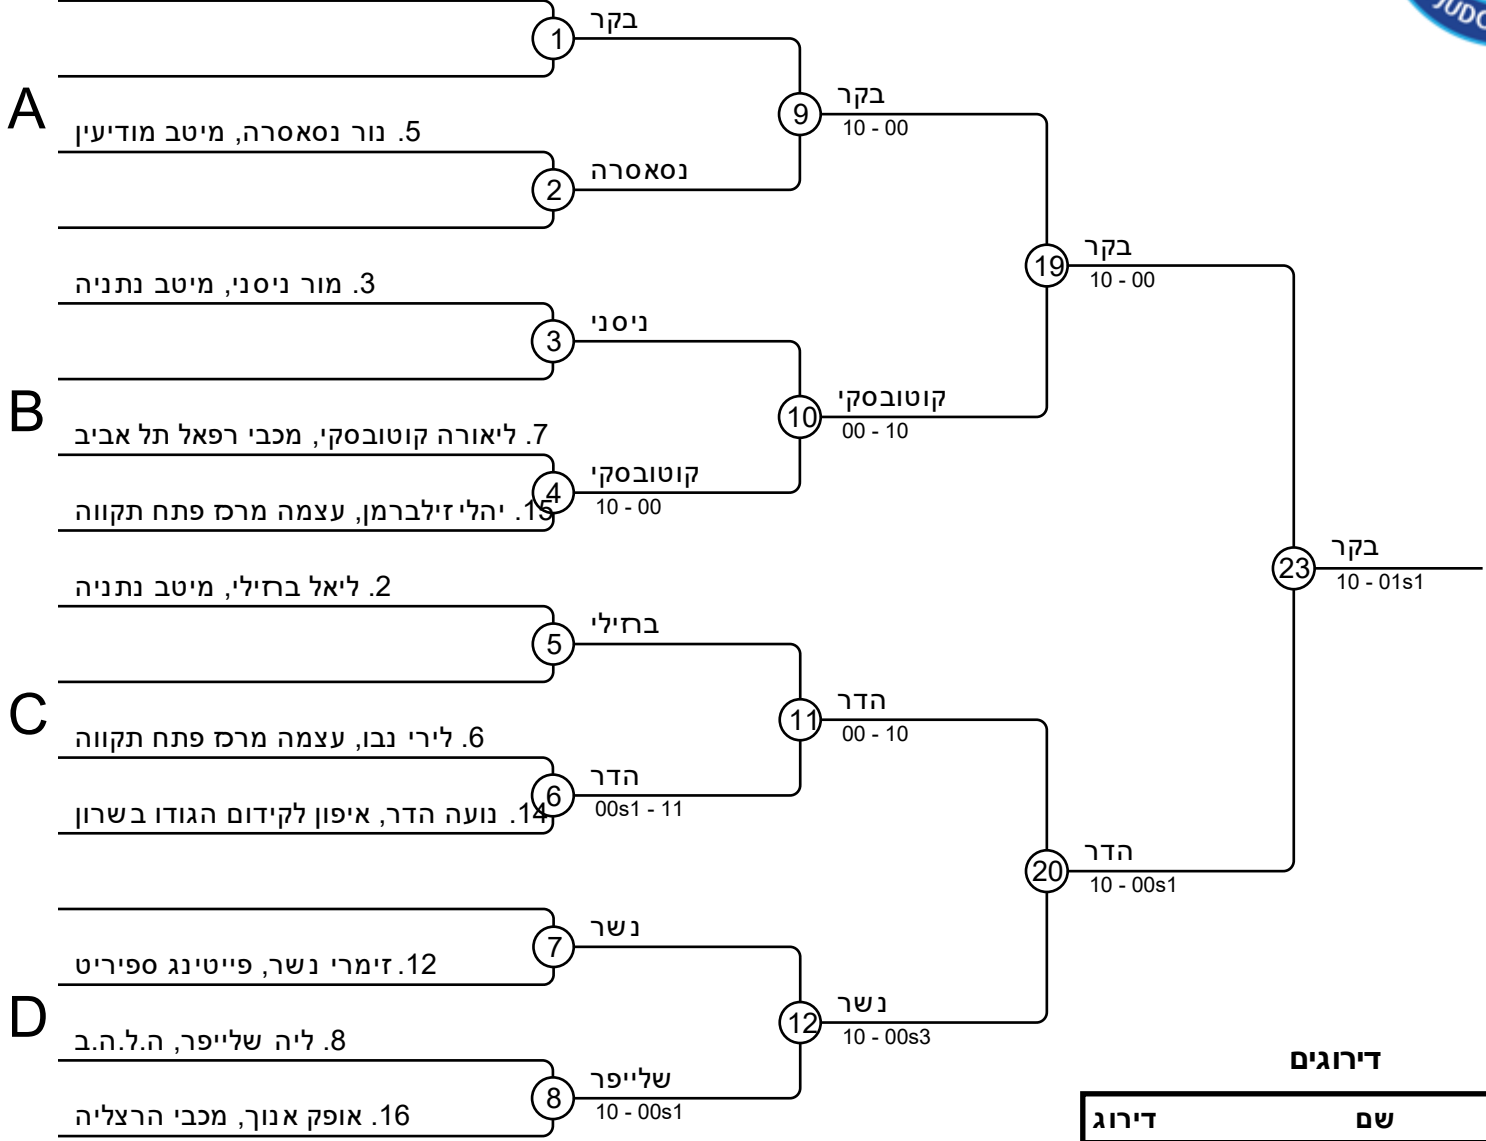 JUDO
A
1
בקר
5. נור נסאסרה, מיטב מודיעין
2
נסאסרה
9
בקר
10 - 00
B
3. מור ניסני, מיטב נתניה
3
ניסני
7. ליאורה קוטובסקי, מכבי רפאל תל אביב
15. יהלי זילברמן, עצמה מרכז פתח תקווה
4
קוטובסקי
10 - 00
10
קוטובסקי
00 - 10
19
בקר
10 - 00
C
2. ליאל ברזילי, מיטב נתניה
5
ברזילי
6. לירי נבו, עצמה מרכז פתח תקווה
14. נועה הדר, איפון לקידום הגודו בשרון
6
הדר
00s1 - 11
11
הדר
00 - 10
D
12. זימרי נשר, פייטינג ספיריט
7
נשר
8. ליה שלייפר, ה.ל.ה.ב
16. אופק אנוך, מכבי הרצליה
8
שלייפר
10 - 00s1
12
נשר
10 - 00s3
20
הדר
10 - 00s1
23
בקר
10 - 01s1
דירוגים
שם דירוג